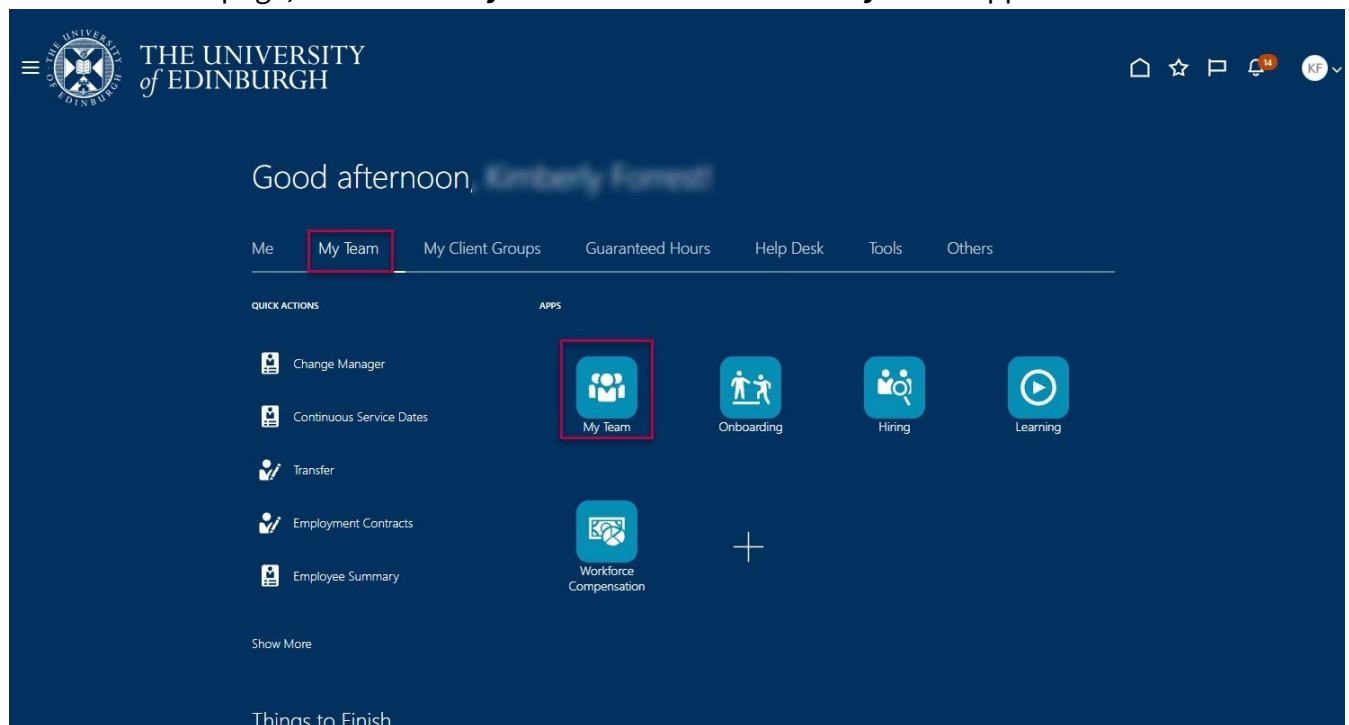 page,
THE UNIVERSITY
of EDINBURGH
14
KF
Good afternoon,
Me My Team My Client Groups Guaranteed Hours Help Desk Tools Others
QUICK ACTIONS
APPS
Change Manager
Continuous Service Dates
Transfer
Employment Contracts
Employee Summary
Show More
My Team
Onboarding
Hiring
Learning
Workforce
Compensation
Things to Finish